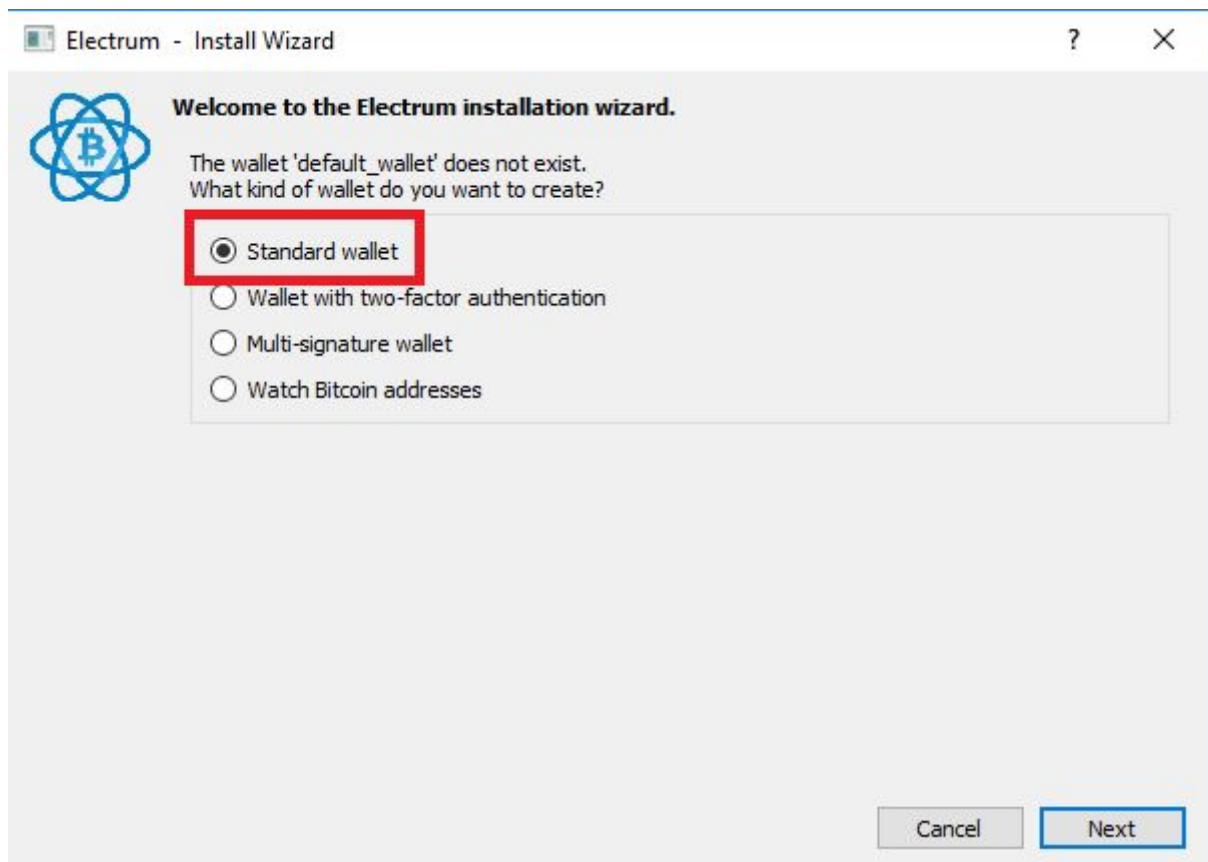 Electrum - Install Wizard
?
Welcome to the Electrum installation wizard.
The wallet 'default_wallet' does not exist.
What kind of wallet do you want to create?
Standard wallet
Wallet with two-factor authentication
Multi-signature wallet
Watch Bitcoin addresses
Cancel Next